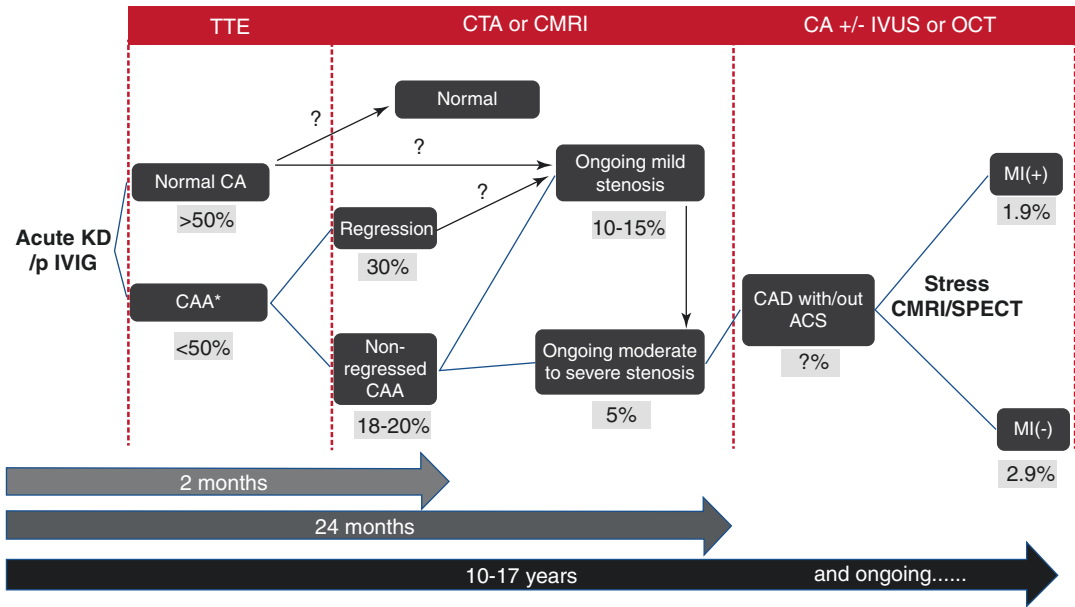 TTE
CTA or CMRI
CA +/- IVUS or OCT
Normal
?
?
?
Normal CA
>50%
Ongoing mild
stenosis
10-15%
MI(+)
1.9%
Acute KD
/p IVIG
Regression
30%
CAA*
<50%
CAD with/out
ACS
?%
Stress
CMRI/SPECT
Non-
regressed
CAA
18-20%
Ongoing moderate
to severe stenosis
5%
MI(-)
2.9%
2 months
24 months
10-17 years
and ongoing......